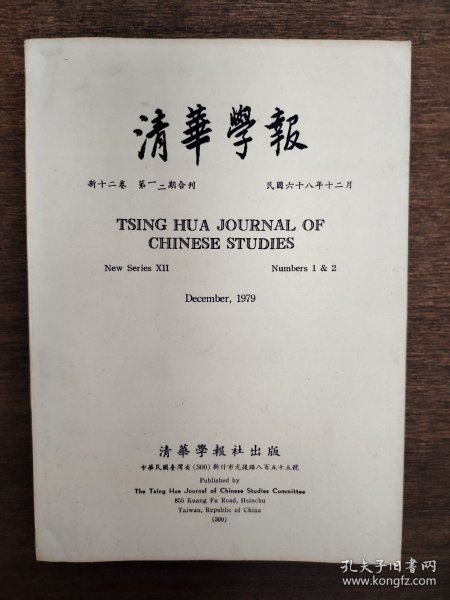 清華學報
新十二卷 第一二期合刊 民國六十八年十二月
TSING HUA JOURNAL OF
CHINESE STUDIES
New Series XII Numbers 1 & 2
December, 1979
清華學報社出版
中華民國臺灣省(300)新竹市光復路八百五十五號
Published by
The Tsing Hua Journal of Chinese Studies Committee
855 Kuang Fu Road, Hsinchu
Taiwan, Republic of China
(300)
孔夫子旧书网
www.kongfz.com